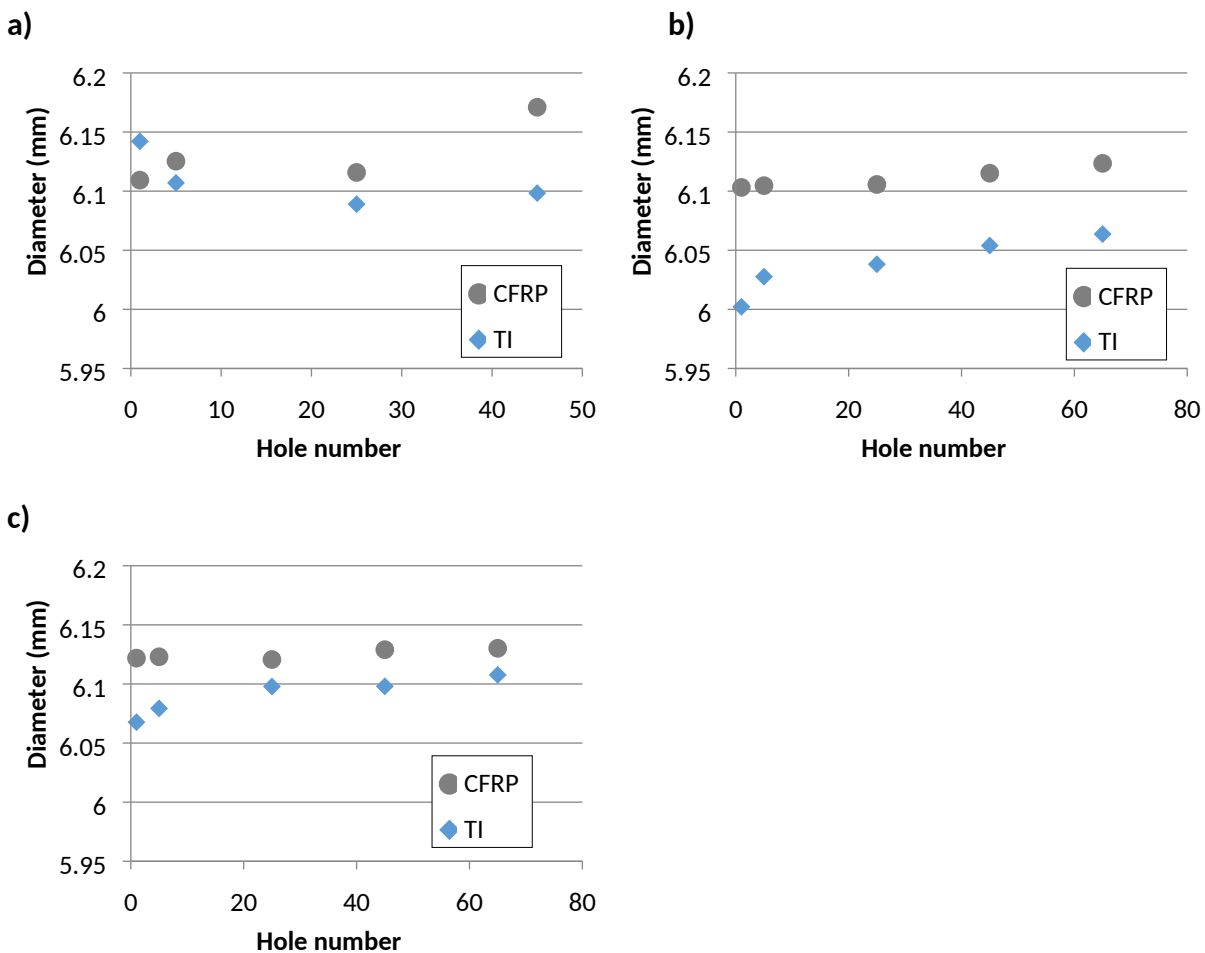 a)
6.2
6.15
6.1
6.05
6
5.95
Diameter (mm)
0 10 20 30 40 50
Hole number
CFRP
TI
b)
6.2
6.15
6.1
6.05
6
5.95
Diameter (mm)
0 20 40 60 80
Hole number
CFRP
TI
c)
6.2
6.15
6.1
6.05
6
5.95
Diameter (mm)
0 20 40 60 80
Hole number
CFRP
TI